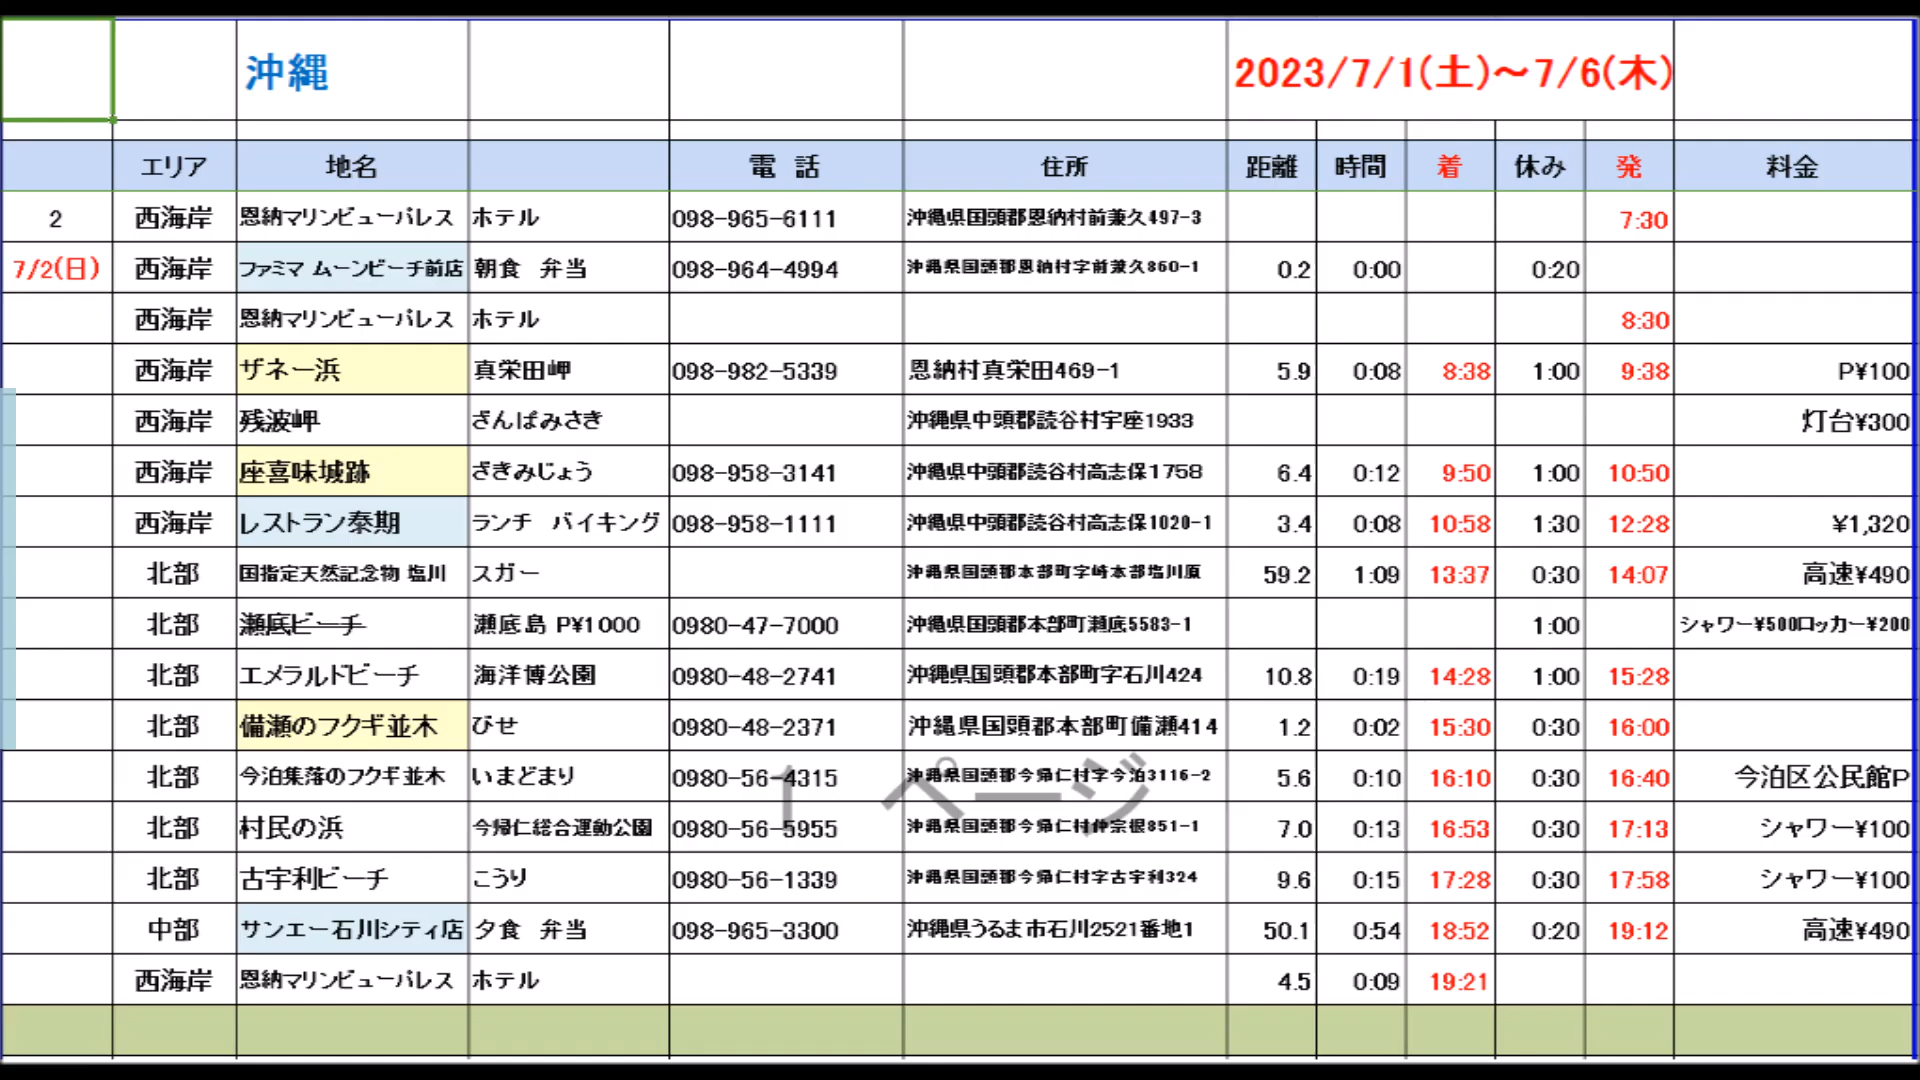 沖縄 2023/7/1(土)～7/6(木)
エリア 地名 電 話 住所 距離 時間 着 休み 発 料金
2 西海岸 恩納マリンビューパレス ホテル 098-965-6111 沖縄県国頭郡恩納村前兼久497-3 7:30
7/2(日) 西海岸 ファミマ ムーンビーチ前店 朝食 弁当 098-964-4994 沖縄県国頭郡恩納村字前兼久860-1 0.2 0:00 0:20
西海岸 恩納マリンビューパレス ホテル 8:30
西海岸 ザネー浜 真栄田岬 098-982-5339 恩納村真栄田469-1 5.9 0:08 8:38 1:00 9:38 P¥100
西海岸 残波岬 ざんぱみさき 沖縄県中頭郡読谷村宇座1933 灯台¥300
西海岸 座喜味城跡 ざきみじょう 098-958-3141 沖縄県中頭郡読谷村高志保1758 6.4 0:12 9:50 1:00 10:50
西海岸 レストラン泰期 ランチ バイキング 098-958-1111 沖縄県中頭郡読谷村高志保1020-1 3.4 0:08 10:58 1:30 12:28 ¥1,320
北部 国指定天然記念物 塩川 スガー 沖縄県国頭郡本部町字崎本部塩川原 59.2 1:09 13:37 0:30 14:07 高速¥490
北部 瀬底ビーチ 瀬底島 P¥1000 0980-47-7000 沖縄県国頭郡本部町瀬底5583-1 1:00 シャワー¥500ロッカー¥200
北部 エメラルドビーチ 海洋博公園 0980-48-2741 沖縄県国頭郡本部町字石川424 10.8 0:19 14:28 1:00 15:28
北部 備瀬のフクギ並木 びせ 0980-48-2371 沖縄県国頭郡本部町備瀬414 1.2 0:02 15:30 0:30 16:00
北部 今泊集落のフクギ並木 いまどまり 0980-56-4315 沖縄県国頭郡今帰仁村字今泊3116-2 5.6 0:10 16:10 0:30 16:40 今泊区公民館P
1 ページ
北部 村民の浜 今帰仁総合運動公園 0980-56-5955 沖縄県国頭郡今帰仁村仲宗根851-1 7.0 0:13 16:53 0:30 17:13 シャワー¥100
北部 古宇利ビーチ こうり 0980-56-1339 沖縄県国頭郡今帰仁村字古宇利324 9.6 0:15 17:28 0:30 17:58 シャワー¥100
中部 サンエー石川シティ店 夕食 弁当 098-965-3300 沖縄県うるま市石川2521番地1 50.1 0:54 18:52 0:20 19:12 高速¥490
西海岸 恩納マリンビューパレス ホテル 4.5 0:09 19:21